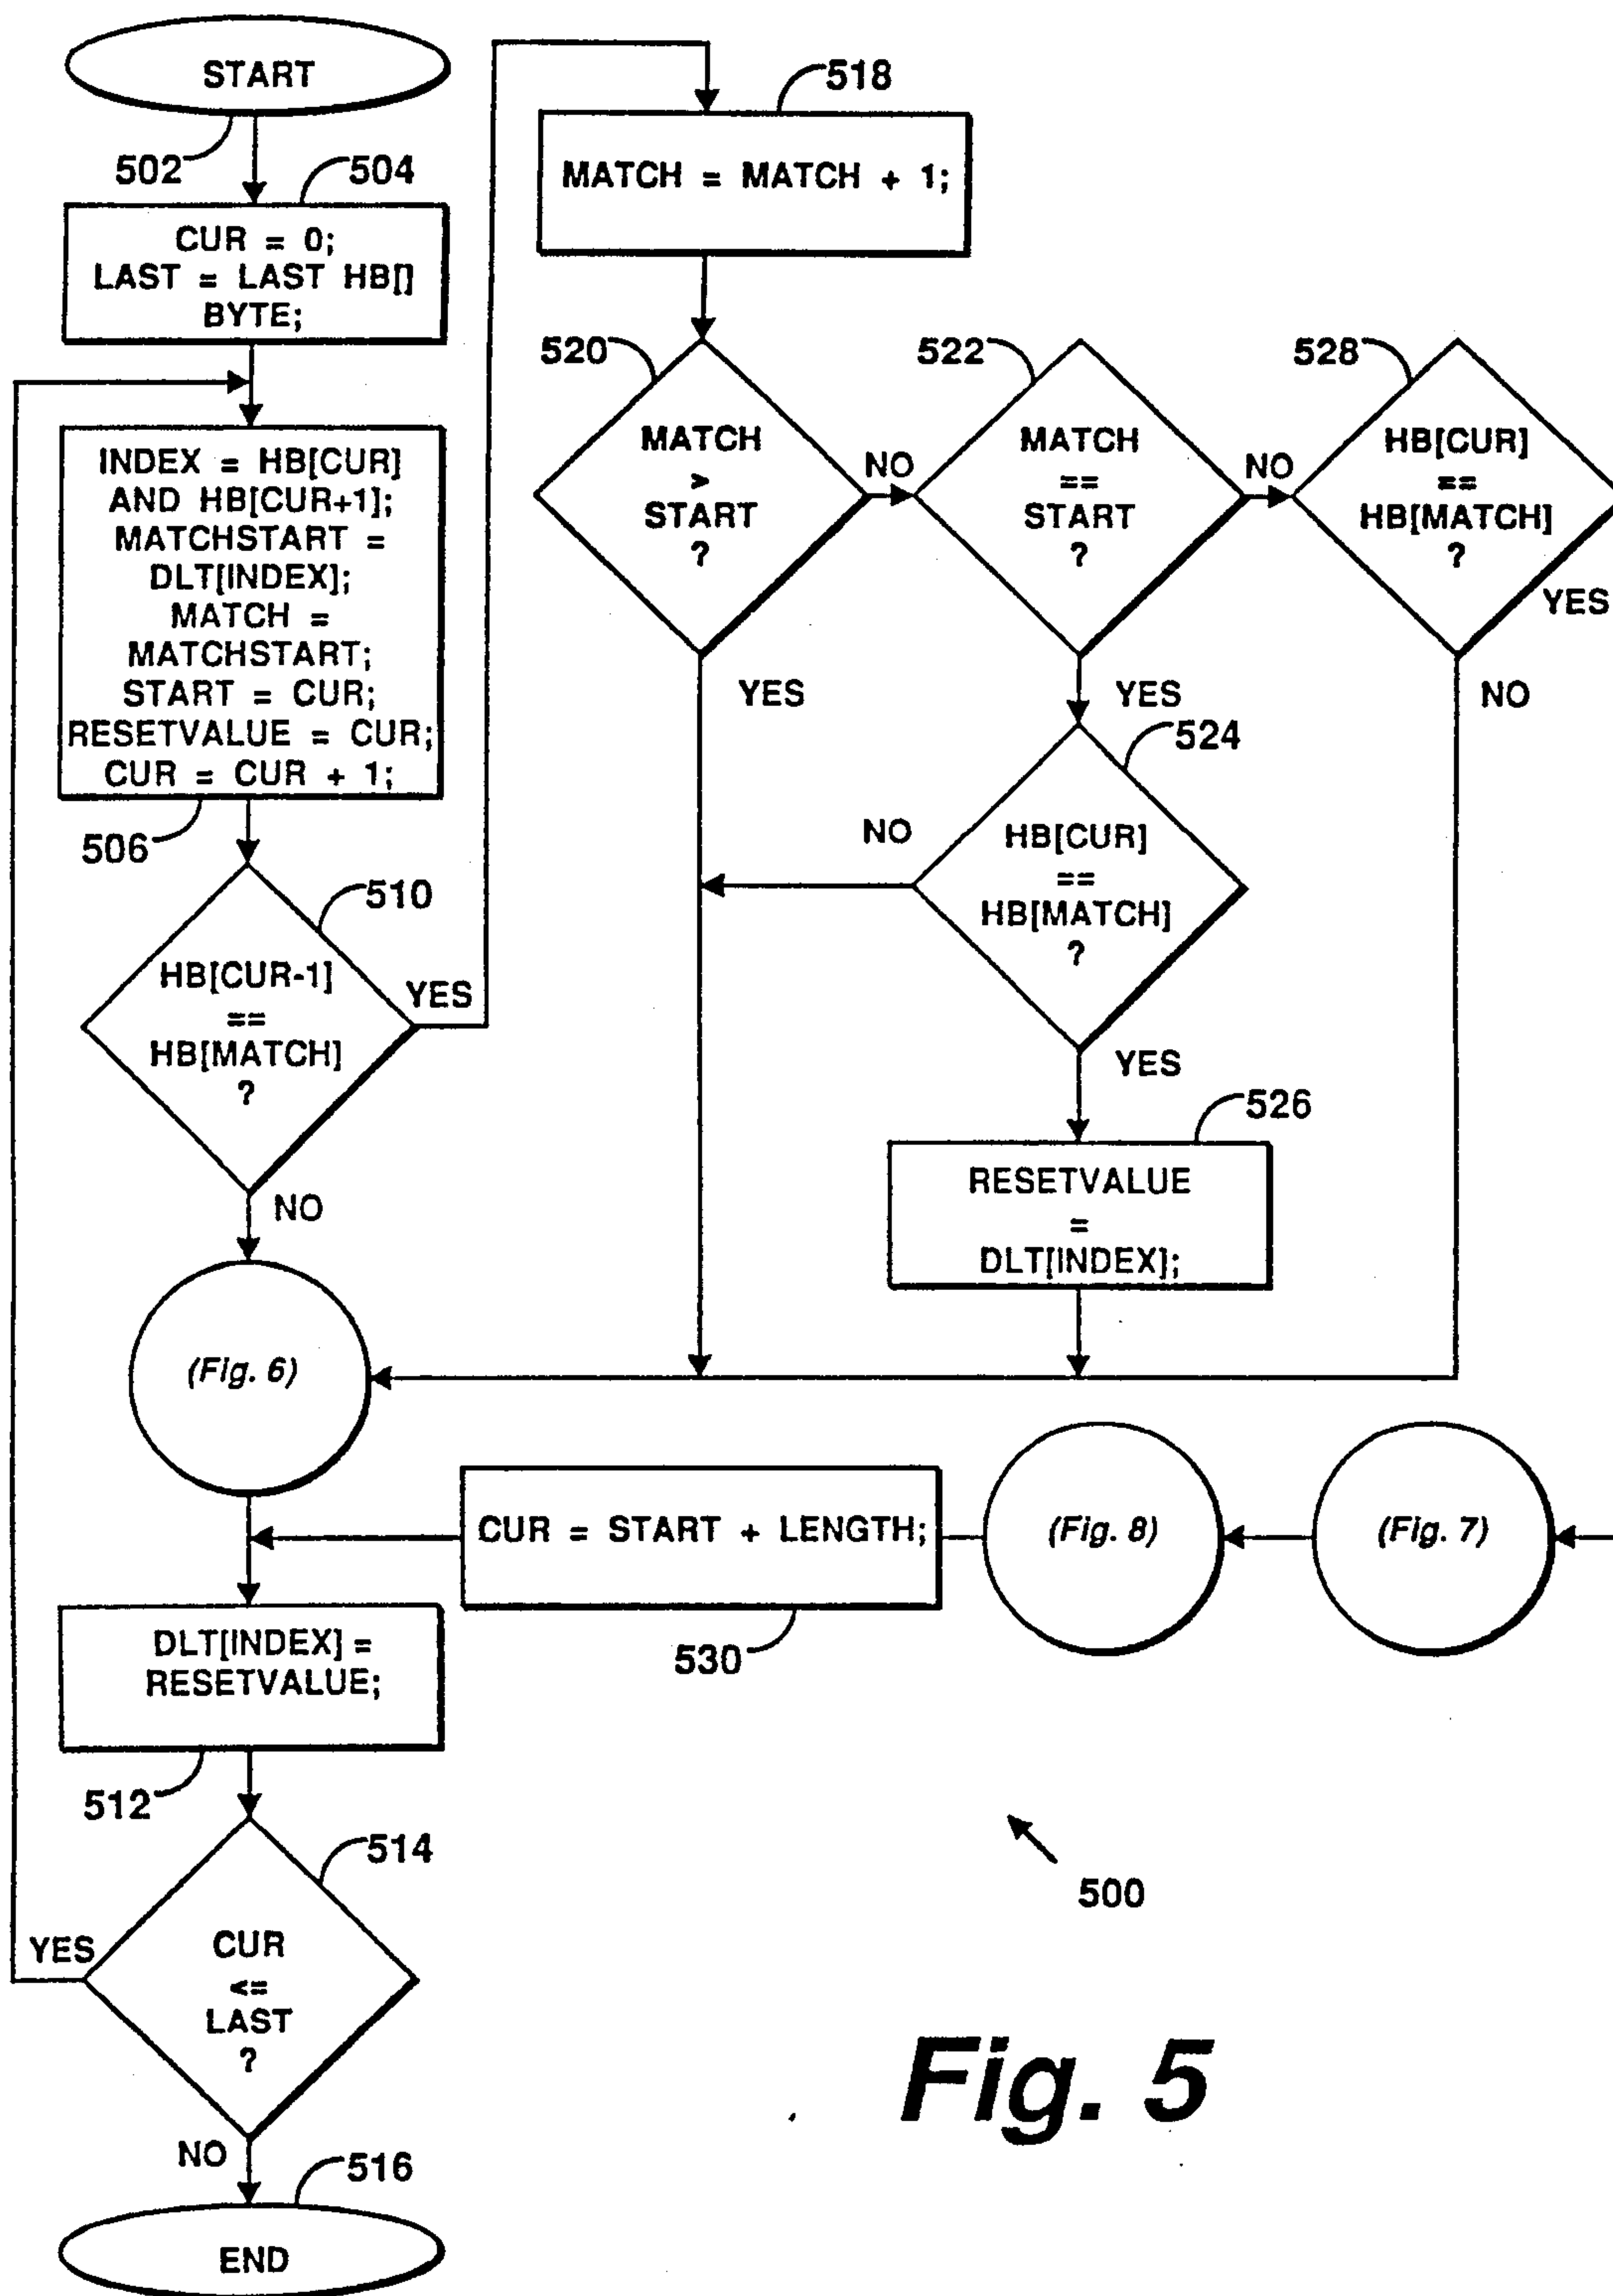 START
502
504
CUR = 0;
LAST = LAST HB[]
BYTE;
INDEX = HB[CUR]
AND HB[CUR+1];
MATCHSTART =
DLT[INDEX];
MATCH =
MATCHSTART;
START = CUR;
RESETVALUE = CUR;
CUR = CUR + 1;
506
510
HB[CUR-1]
==
HB[MATCH]
?
YES
NO
518
MATCH = MATCH + 1;
520
MATCH
>
START
?
NO
YES
522
MATCH
==
START
?
NO
YES
528
HB[CUR]
==
HB[MATCH]
?
YES
NO
524
HB[CUR]
==
HB[MATCH]
?
NO
YES
526
RESETVALUE
=
DLT[INDEX];
(Fig. 6)
CUR = START + LENGTH;
530
(Fig. 8)
(Fig. 7)
DLT[INDEX] =
RESETVALUE;
512
514
CUR
<=
LAST
?
YES
NO
516
END
500
Fig. 5